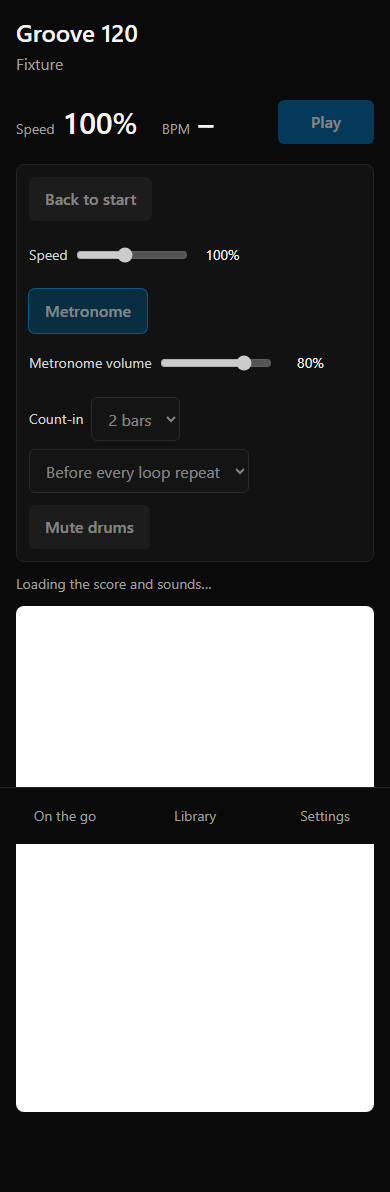 Groove 120
Fixture
Speed 100% BPM – Play
Back to start
Speed 100%
Metronome
Metronome volume 80%
Count-in 2 bars
Before every loop repeat
Mute drums
Loading the score and sounds...
On the go Library Settings